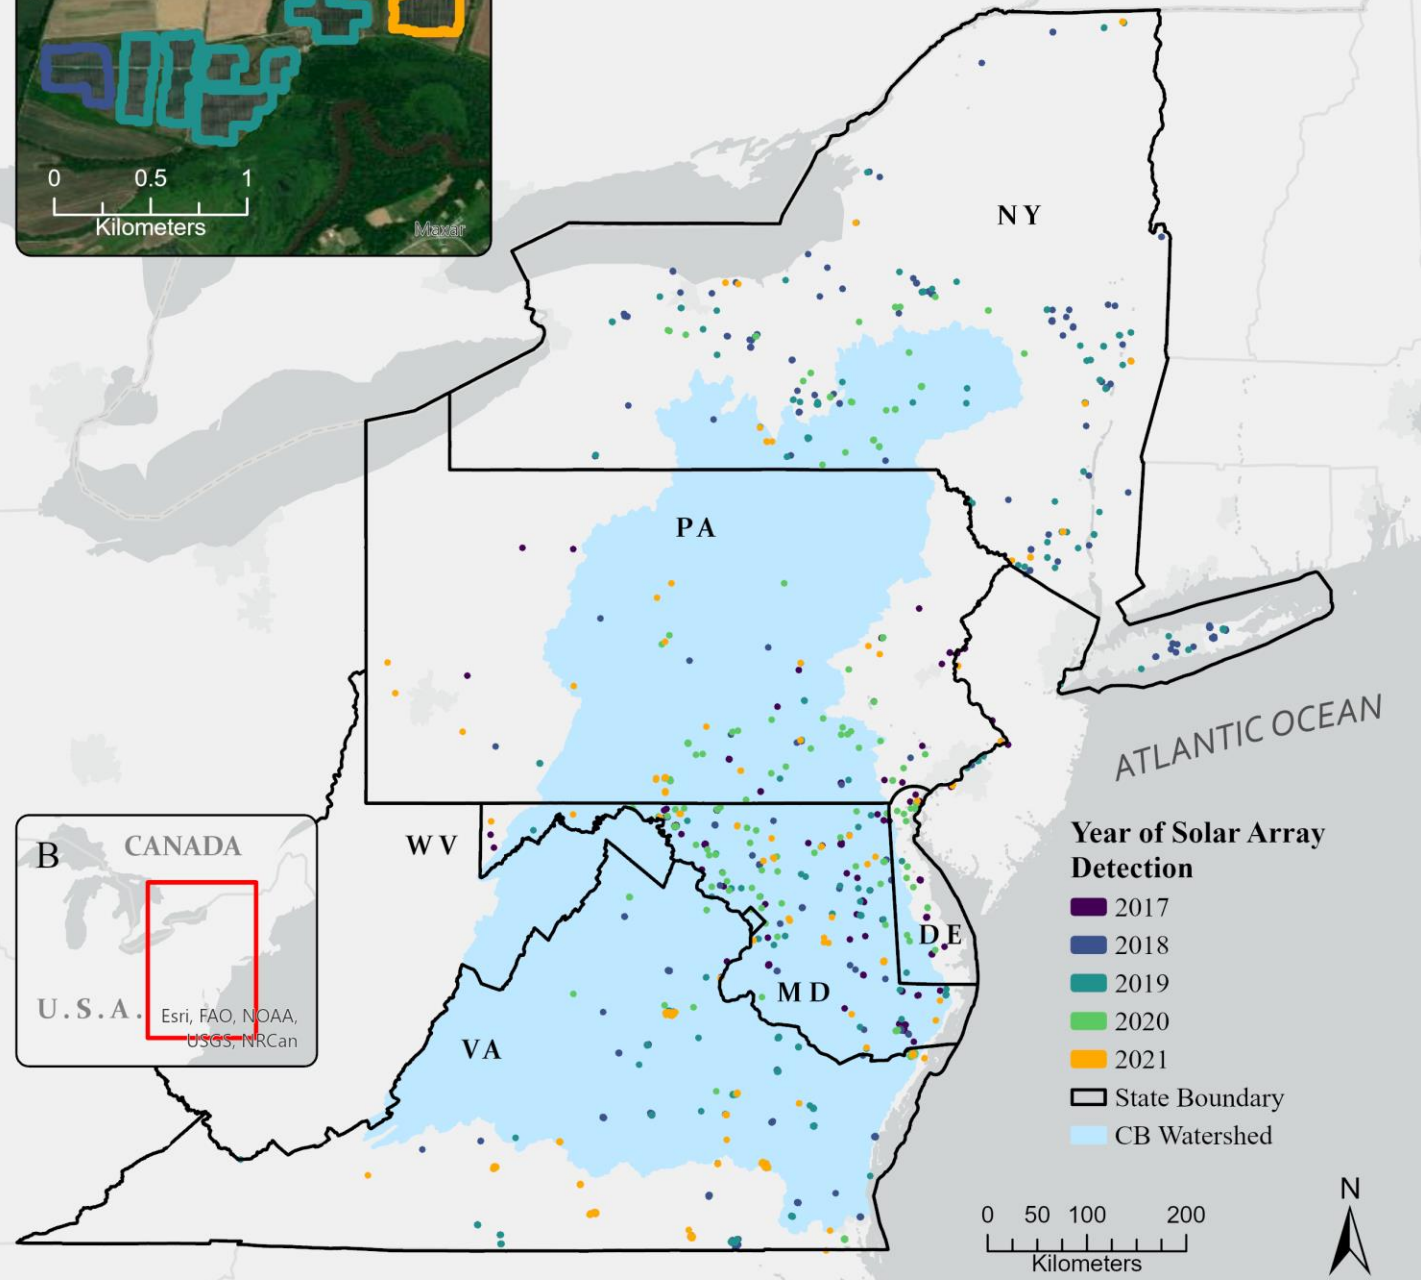 0 0.5 1
Kilometers
Maxar
NY
PA
WV
DE
MD
VA
ATLANTIC OCEAN
B
CANADA
U.S.A.
Esri, FAO, NOAA,
USGS, NRCan
Year of Solar Array
Detection
2017
2018
2019
2020
2021
State Boundary
CB Watershed
0 50 100 200
Kilometers
N